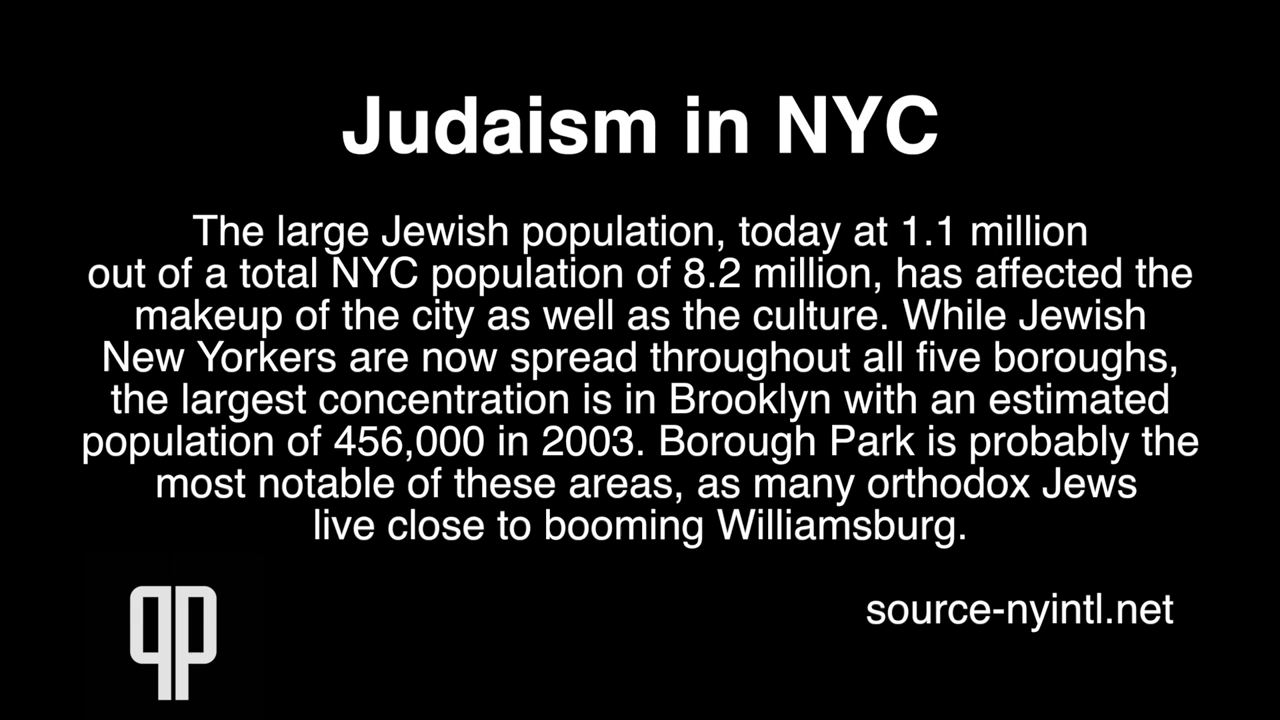 Judaism in NYC
The large Jewish population, today at 1.1 million
out of a total NYC population of 8.2 million, has affected the
makeup of the city as well as the culture. While Jewish
New Yorkers are now spread throughout all five boroughs,
the largest concentration is in Brooklyn with an estimated
population of 456,000 in 2003. Borough Park is probably the
most notable of these areas, as many orthodox Jews
live close to booming Williamsburg.
source-nyintl.net
qp